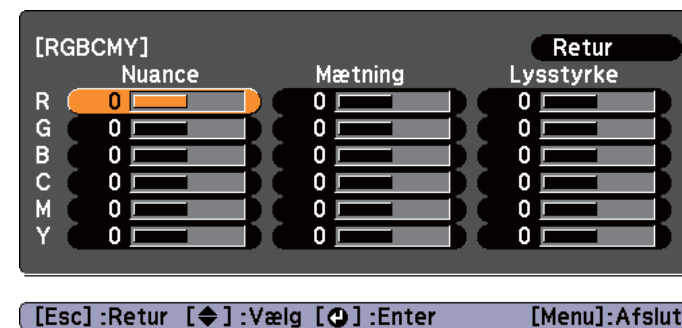 [RGBCMY] Retur
Nuance Mætning Lysstyrke
R 0 0 0
G 0 0 0
B 0 0 0
C 0 0 0
M 0 0 0
Y 0 0 0
[Esc] :Retur [] :Vælg [] :Enter [Menu]:Afslut